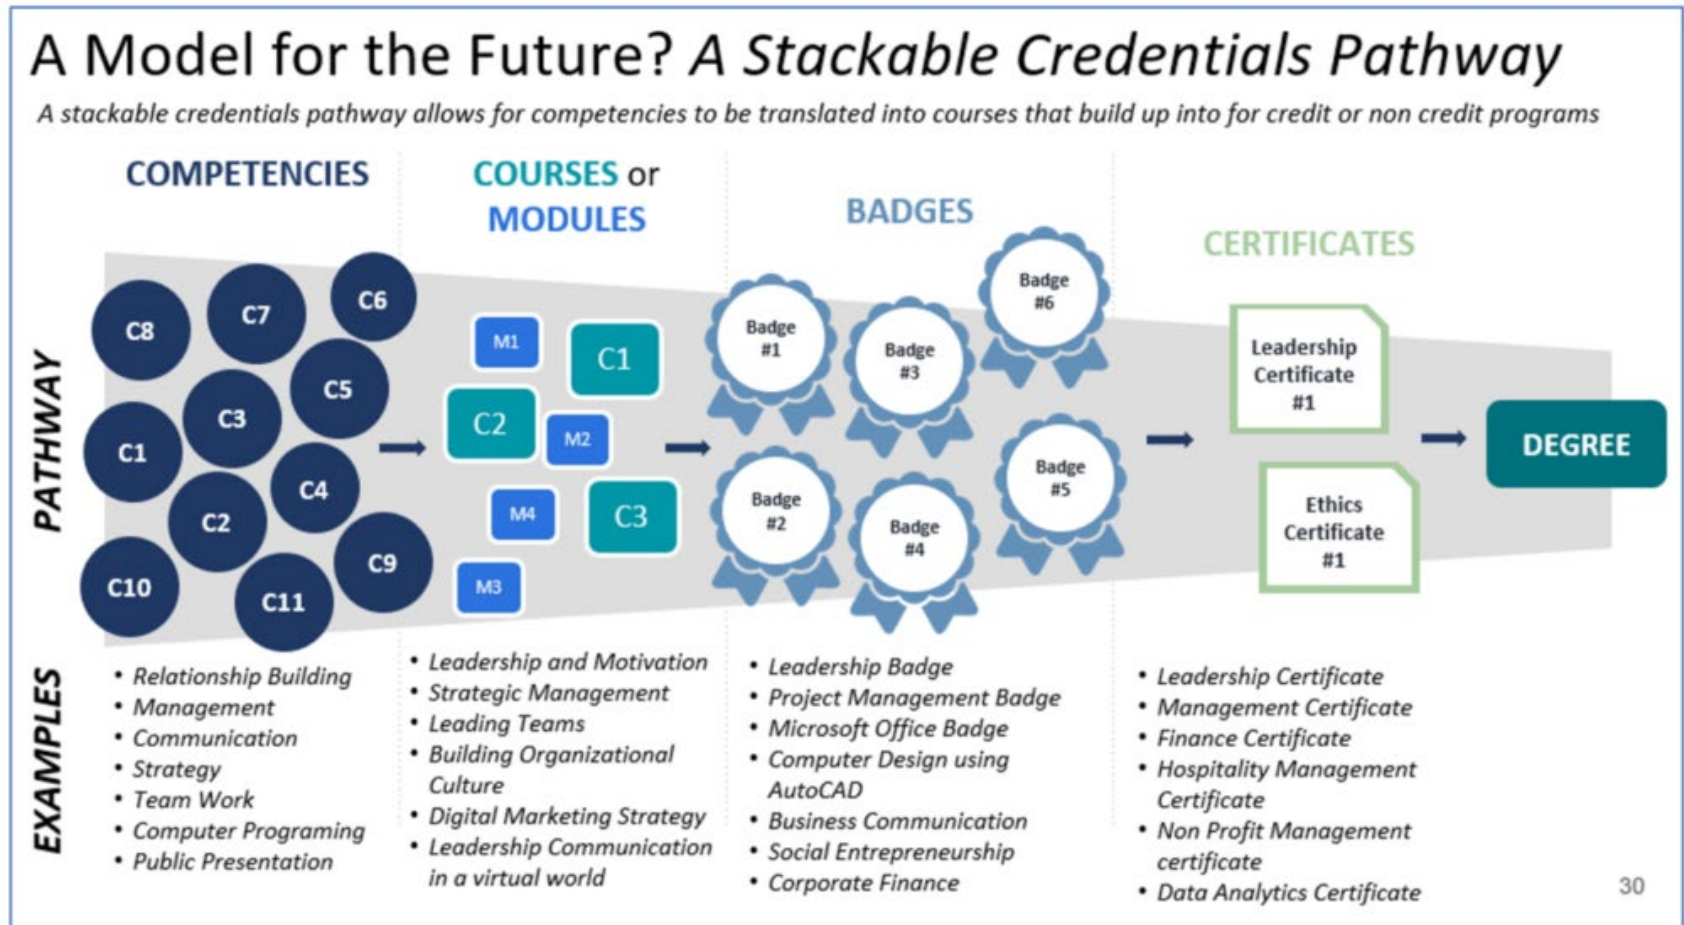 A Model for the Future? A Stackable Credentials Pathway
A stackable credentials pathway allows for competencies to be translated into courses that build up into for credit or non credit programs
COMPETENCIES
COURSES or
MODULES
BADGES
CERTIFICATES
PATHWAY
C8
C7
C6
C5
C3
C1
C4
C2
C9
C10
C11
M1
C1
C2
M2
M4
C3
M3
Badge
#1
Badge
#3
Badge
#6
Badge
#2
Badge
#4
Badge
#5
Leadership
Certificate
#1
Ethics
Certificate
#1
DEGREE
EXAMPLES
• Relationship Building
• Management
• Communication
• Strategy
• Team Work
• Computer Programing
• Public Presentation
• Leadership and Motivation
• Strategic Management
• Leading Teams
• Building Organizational
Culture
• Digital Marketing Strategy
• Leadership Communication
in a virtual world
• Leadership Badge
• Project Management Badge
• Microsoft Office Badge
• Computer Design using
AutoCAD
• Business Communication
• Social Entrepreneurship
• Corporate Finance
• Leadership Certificate
• Management Certificate
• Finance Certificate
• Hospitality Management
Certificate
• Non Profit Management
certificate
• Data Analytics Certificate
30